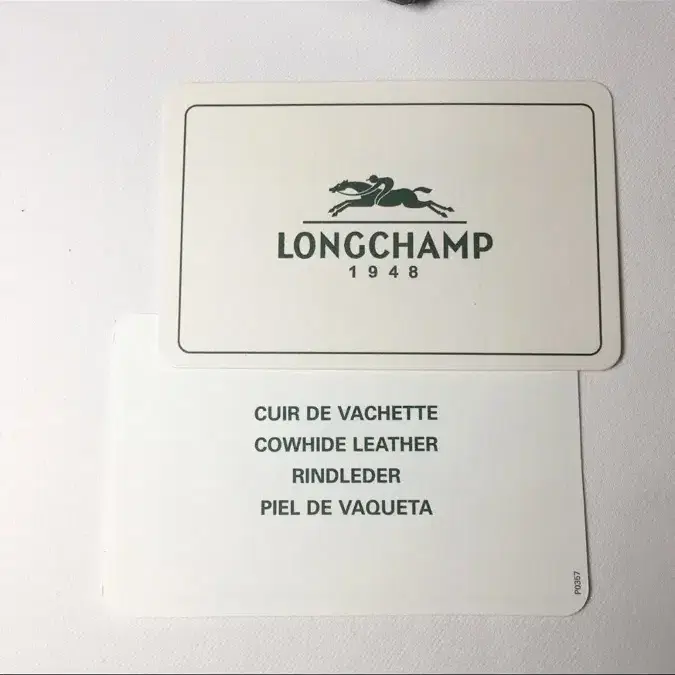 LONGCHAMP
1948
CUIR DE VACHETTE
COWHIDE LEATHER
RINDLEDER
PIEL DE VAQUETA
P0357